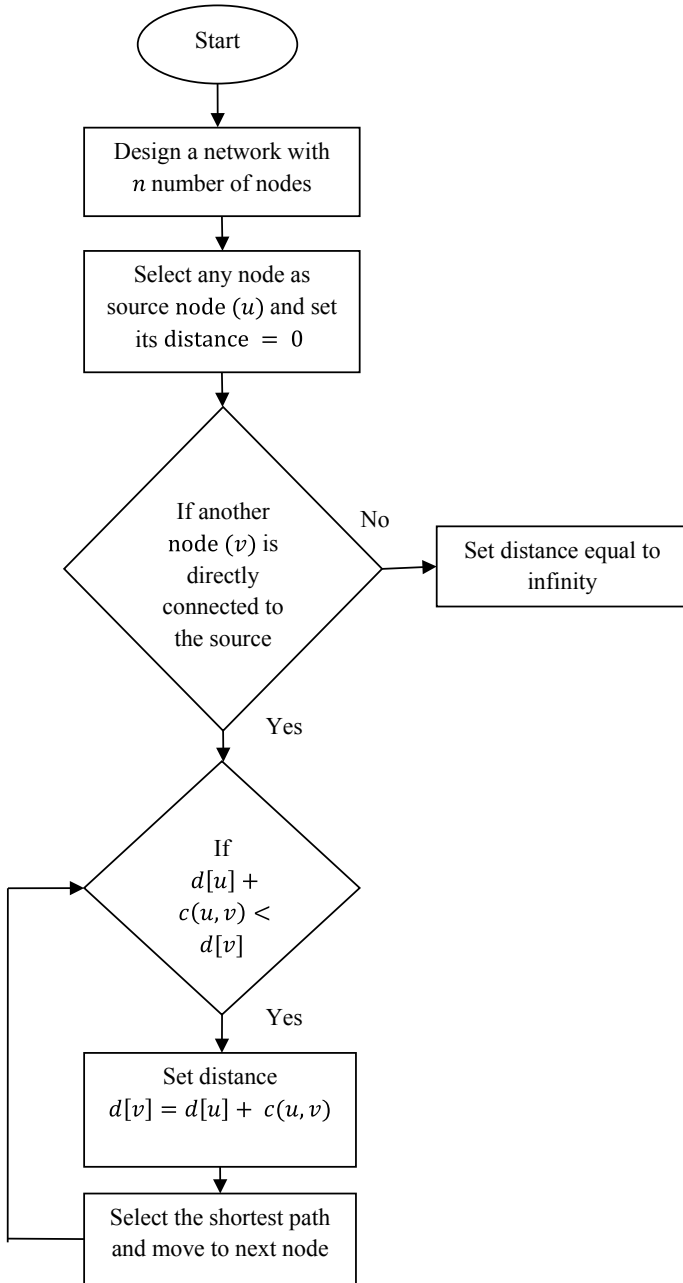 Start
Design a network with
n number of nodes
Select any node as
source node (u) and set
its distance = 0
If another
node (v) is
directly
connected to
the source
No
Set distance equal to
infinity
Yes
If
d[u] +
c(u, v) <
d[v]
Yes
Set distance
d[v] = d[u] + c(u, v)
Select the shortest path
and move to next node